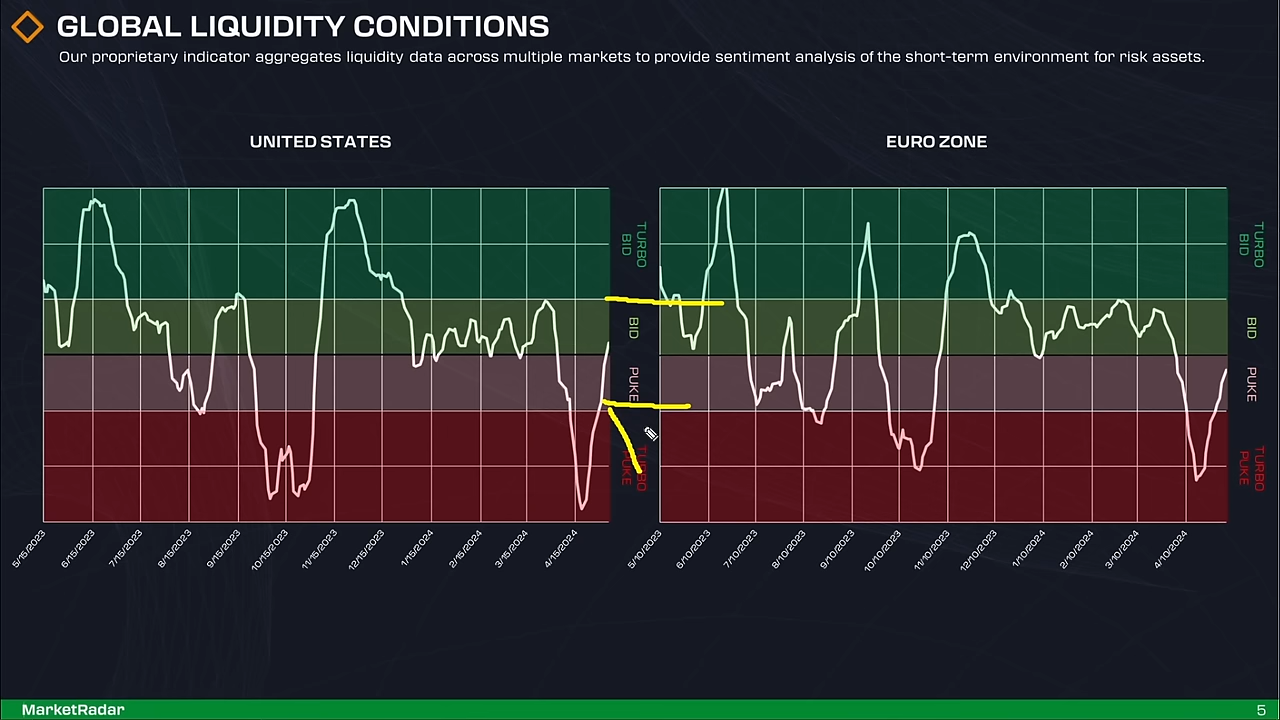 GLOBAL LIQUIDITY CONDITIONS
Our proprietary indicator aggregates liquidity data across multiple markets to provide sentiment analysis of the short-term environment for risk assets.
UNITED STATES
TURBO
BID
BID
PUKE
TURBO
PUKE
5/15/2023
6/15/2023
7/15/2023
8/15/2023
9/15/2023
10/15/2023
11/15/2023
12/15/2023
1/15/2024
2/15/2024
3/15/2024
4/15/2024
EURO ZONE
TURBO
BID
BID
PUKE
TURBO
PUKE
5/10/2023
6/10/2023
7/10/2023
8/10/2023
9/10/2023
10/10/2023
11/10/2023
12/10/2023
1/10/2024
2/10/2024
3/10/2024
4/10/2024
MarketRadar
5